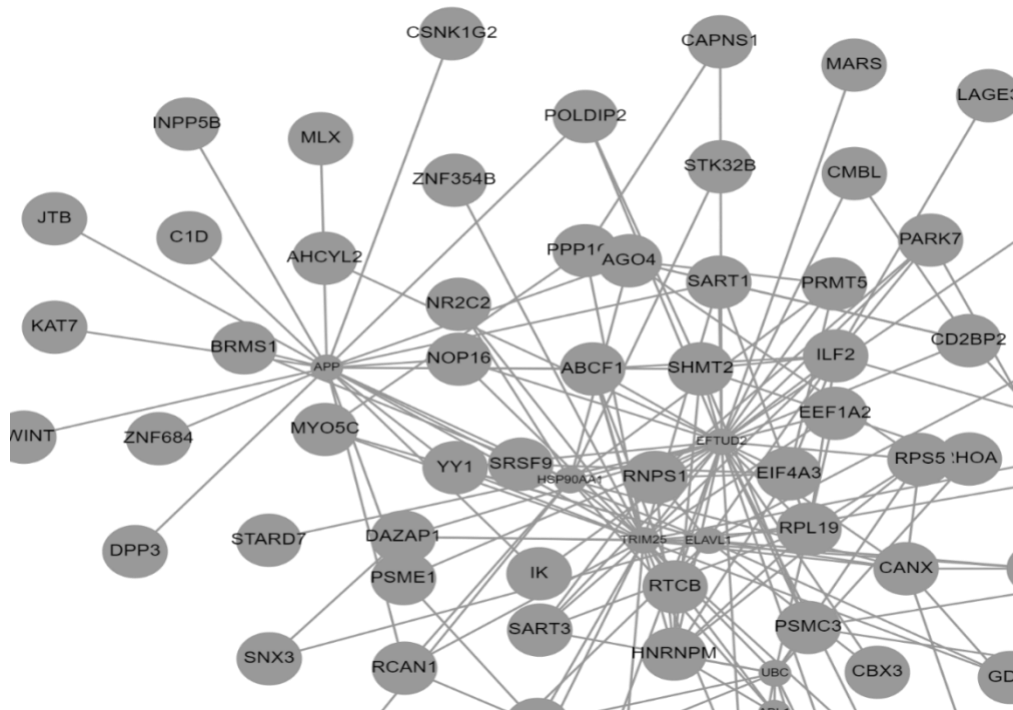 CSNK1G2
CAPNS1
MARS
LAGE3
INPP5B
MLX
POLDIP2
ZNF354B
STK32B
CMBL
JTB
C1D
AHCYL2
AGO4
PARK7
NR2C2
SART1
PRMT5
KAT7
BRMS1
NOP16
ABCF1
SHMT2
ILF2
CD2BP2
APP
MYO5C
EEF1A2
ZNF684
EFTUD2
YY1
SRSF9
HSP90AA1
RNPS1
EIF4A3
RPS5
STARD7
DAZAP1
TRIM25
ELAVL1
RPL19
DPP3
PSME1
IK
RTCB
CANX
SART3
PSMC3
SNX3
RCAN1
HNRNPM
UBC
CBX3